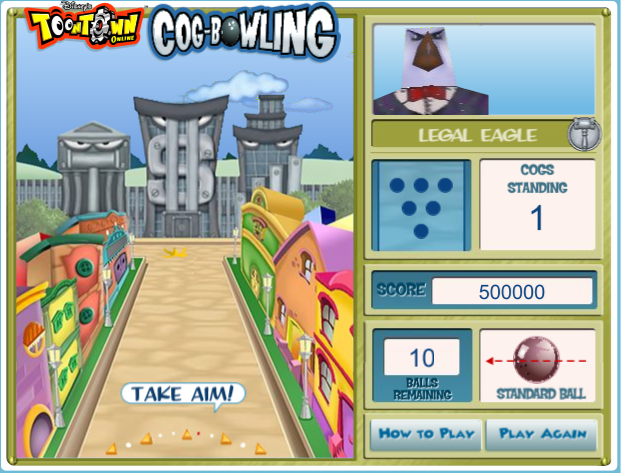 Disney's
TOONTOWN
ONLINE
COG-BOWLING
LEGAL EAGLE
COGS
STANDING
1
SCORE 500000
10
BALLS
REMAINING
STANDARD BALL
TAKE AIM!
HOW TO PLAY
PLAY AGAIN